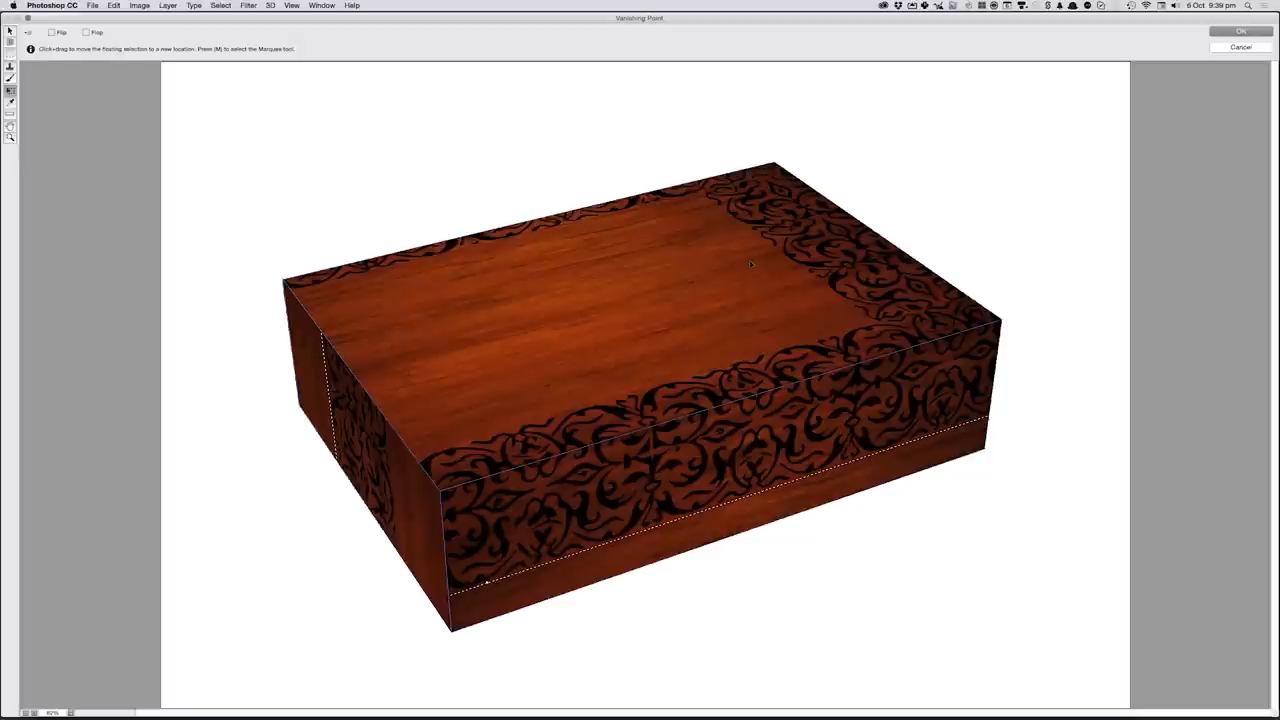 Photoshop CC File Edit Image Layer Type Select Filter 3D View Window Help 6 Oct 9:39 pm
Vanishing Point
Flip Flop OK
Click+drag to move the floating selection to a new location. Press (M) to select the Marquee tool.
Cancel